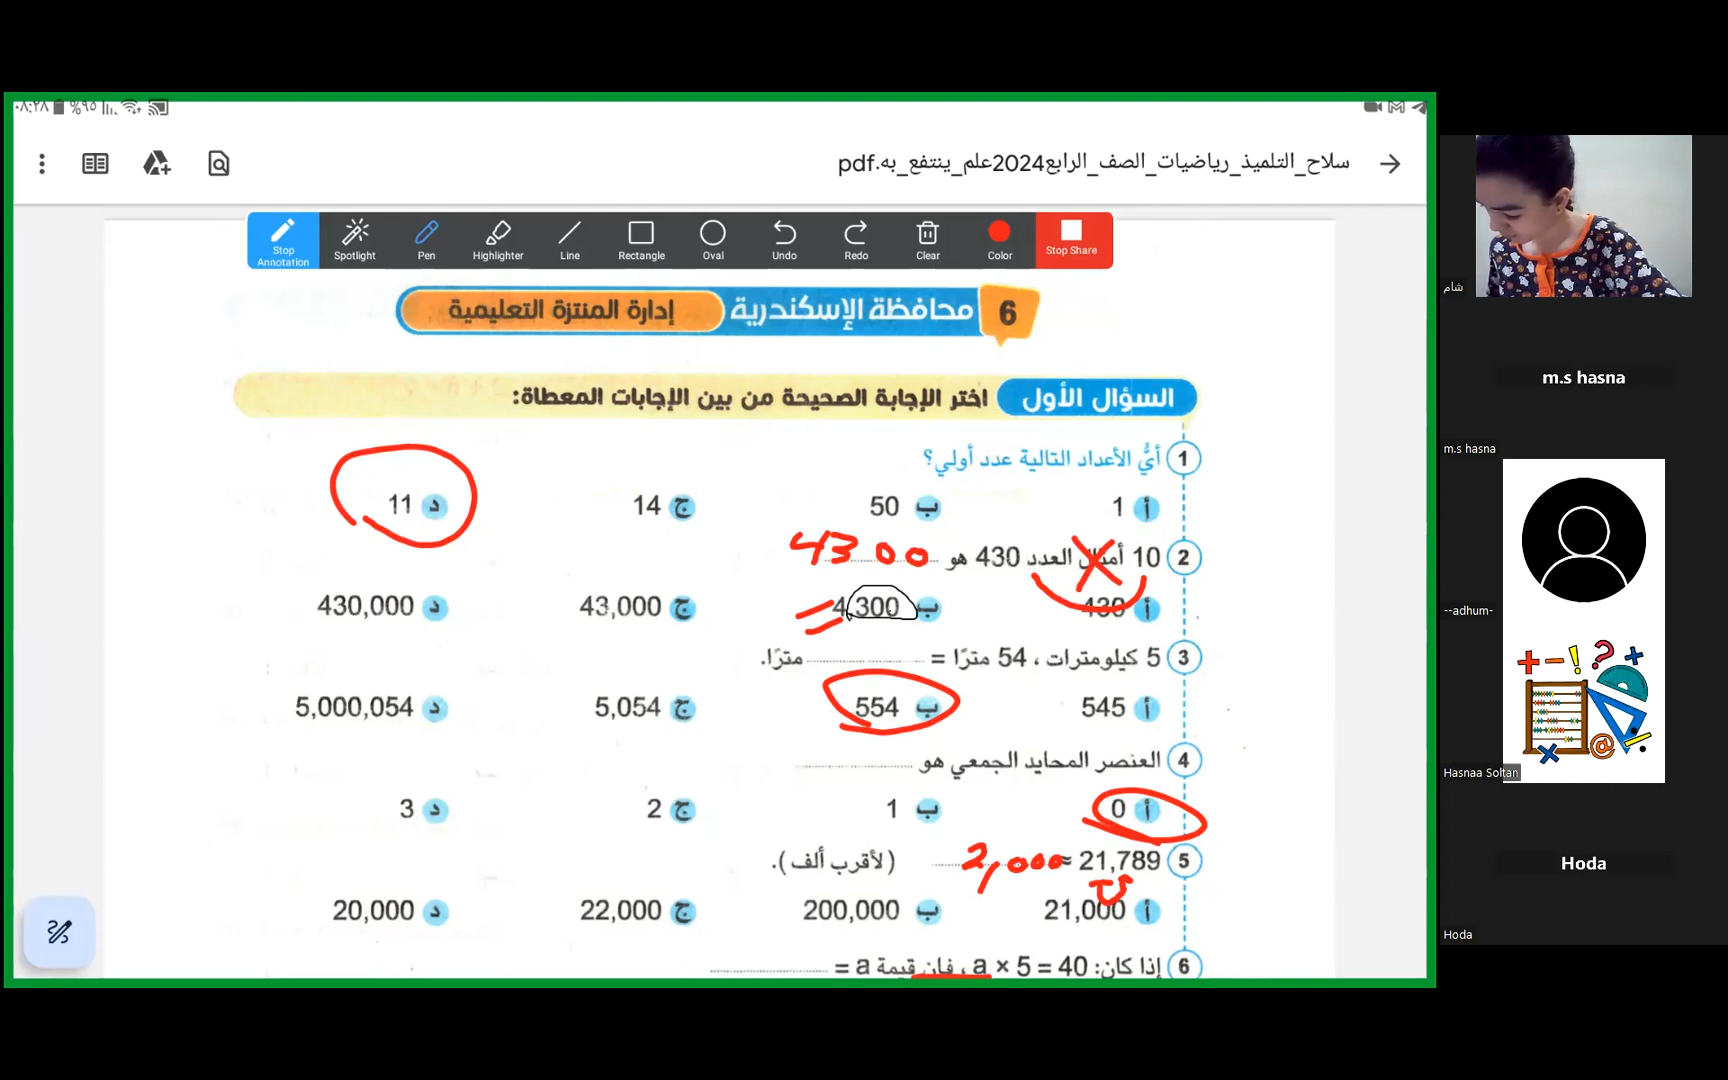 ٠٨:٢٨ %٩٥
سلاح_التلميذ_رياضيات_الصف_الرابع2024علم_ينتفع_به.pdf
Stop Annotation Spotlight Pen Highlighter Line Rectangle Oval Undo Redo Clear Color Stop Share
6 محافظة الإسكندرية إدارة المنتزة التعليمية
السؤال الأول اختر الإجابة الصحيحة من بين الإجابات المعطاة:
1 أيُّ الأعداد التالية عدد أولي؟
أ 1 ب 50 ج 14 د 11
2 10 أمثال العدد 430 هو ........ 4300
أ 430 ب 4,300 ج 43,000 د 430,000
3 5 كيلومترات ، 54 مترًا = ........ مترًا.
أ 545 ب 554 ج 5,054 د 5,000,054
4 العنصر المحايد الجمعي هو ........
أ 0 ب 1 ج 2 د 3
5 21,789 ≈ 2,000 ........ (لأقرب ألف).
أ 21,000 ب 200,000 ج 22,000 د 20,000
6 إذا كان: 40 = 5 × a ، فإن قيمة a = ........
شام
m.s hasna
m.s hasna
--adhum-
Hasnaa Soltan
Hoda
Hoda